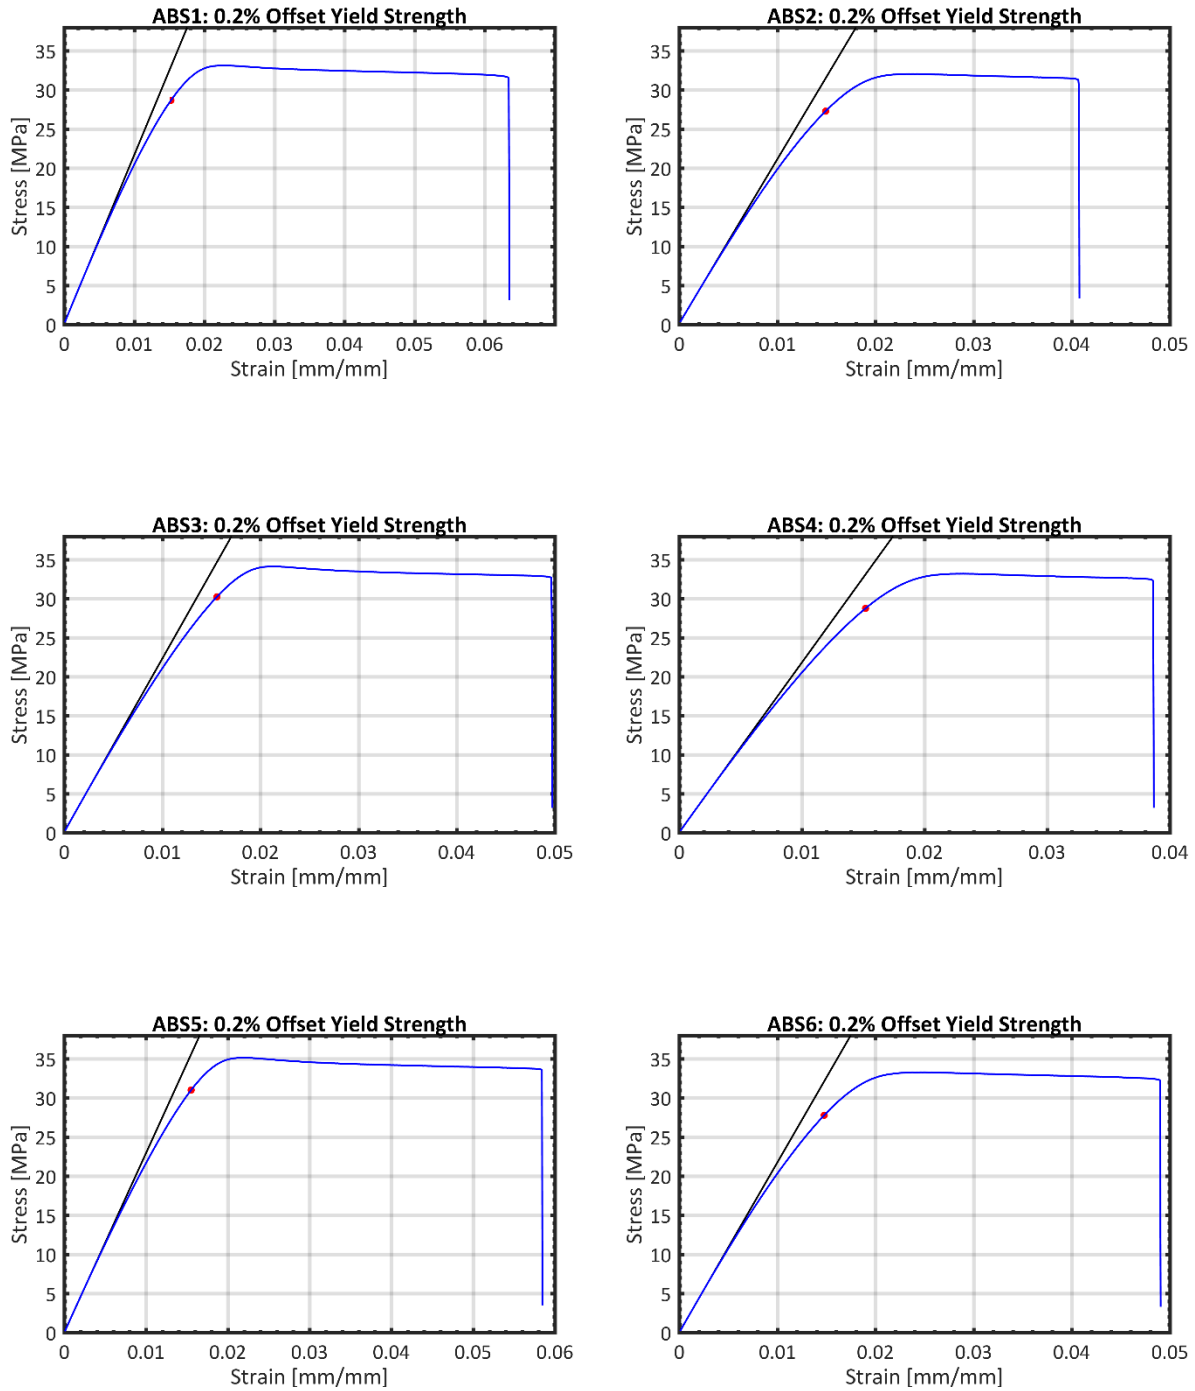 ABS1: 0.2% Offset Yield Strength
35
30
25
20
15
10
5
0
Stress [MPa]
0 0.01 0.02 0.03 0.04 0.05 0.06
Strain [mm/mm]
ABS2: 0.2% Offset Yield Strength
35
30
25
20
15
10
5
0
Stress [MPa]
0 0.01 0.02 0.03 0.04 0.05
Strain [mm/mm]
ABS3: 0.2% Offset Yield Strength
35
30
25
20
15
10
5
0
Stress [MPa]
0 0.01 0.02 0.03 0.04 0.05
Strain [mm/mm]
ABS4: 0.2% Offset Yield Strength
35
30
25
20
15
10
5
0
Stress [MPa]
0 0.01 0.02 0.03 0.04
Strain [mm/mm]
ABS5: 0.2% Offset Yield Strength
35
30
25
20
15
10
5
0
Stress [MPa]
0 0.01 0.02 0.03 0.04 0.05 0.06
Strain [mm/mm]
ABS6: 0.2% Offset Yield Strength
35
30
25
20
15
10
5
0
Stress [MPa]
0 0.01 0.02 0.03 0.04 0.05
Strain [mm/mm]